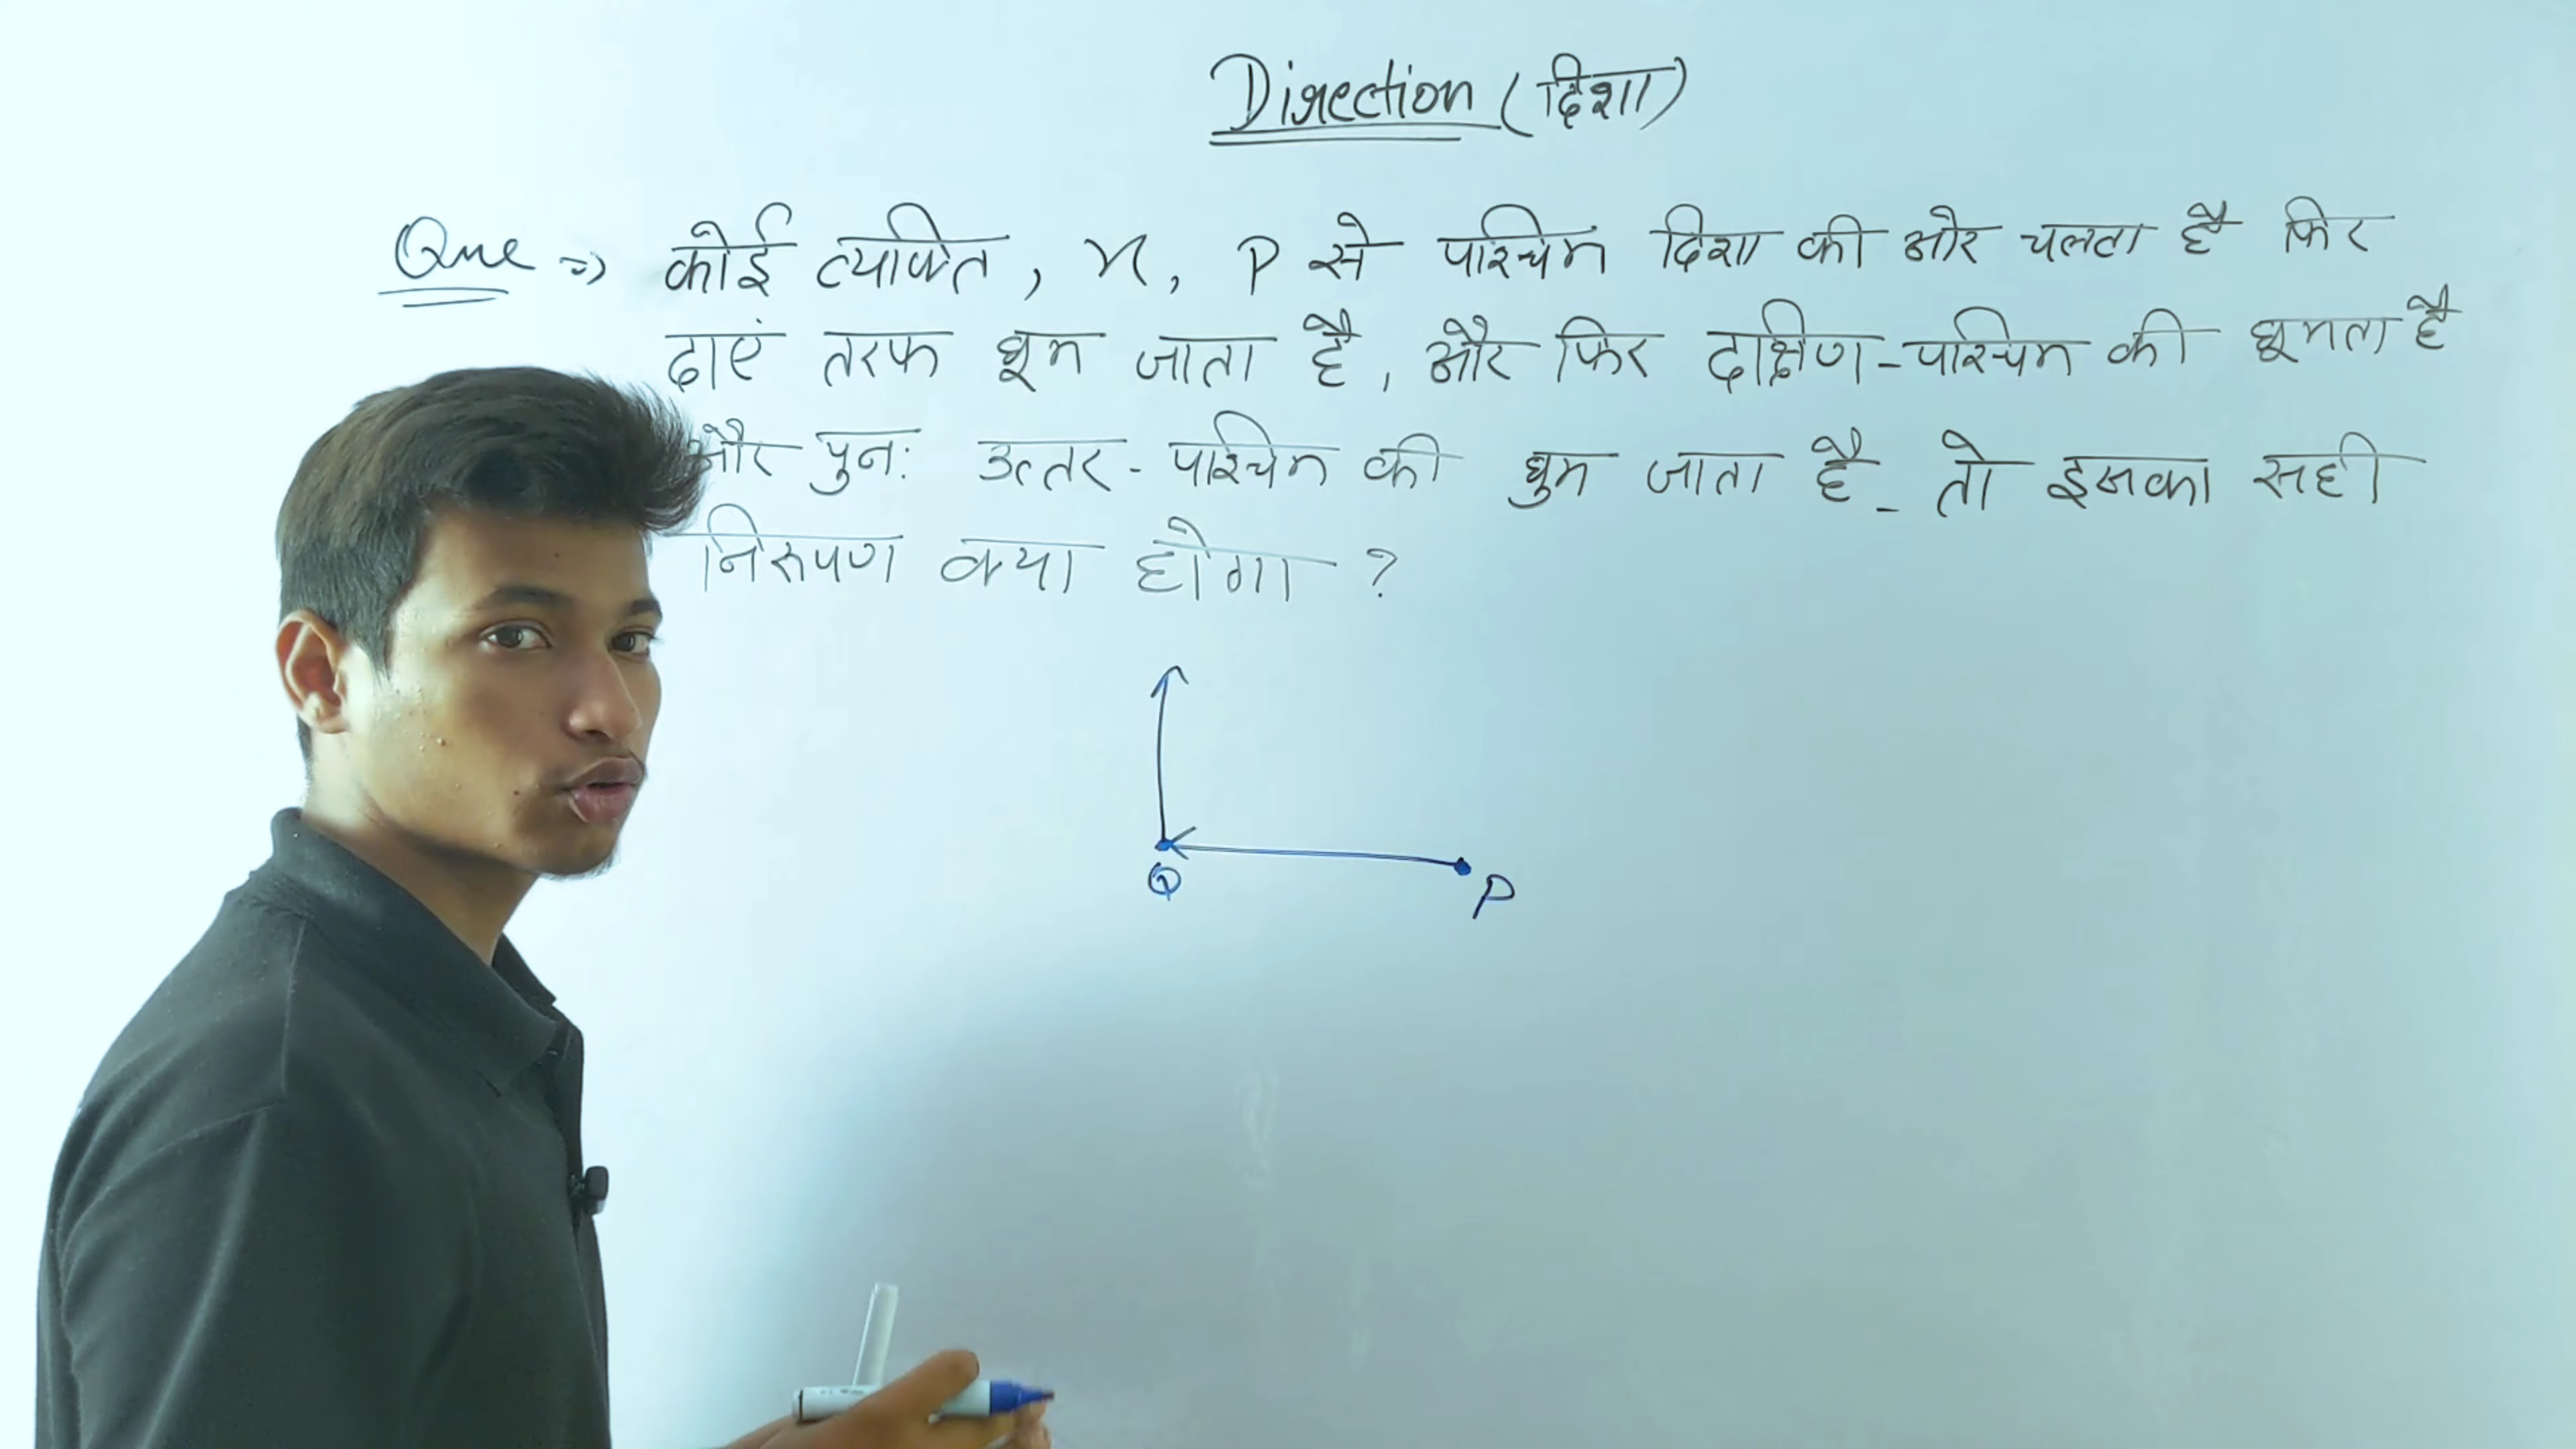 Direction (दिशा)
Que => कोई व्यक्ति, x, P से पश्चिम दिशा की ओर चलता है फिर
दाएं तरफ घूम जाता है, और फिर दक्षिण-पश्चिम की घूमता है
और पुनः उत्तर-पश्चिम की घुम जाता है- तो इसका सही
निरूपण क्या होगा ?
Q
P